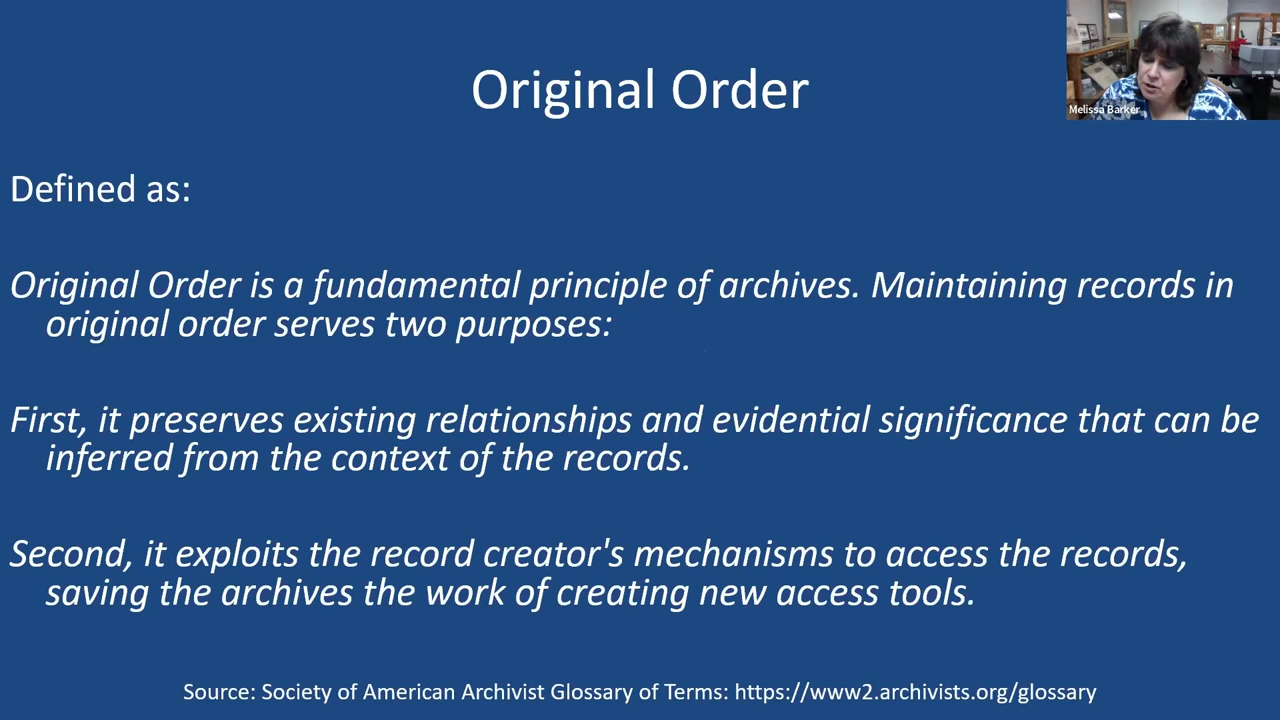 Original Order
Melissa Barker
Defined as:
Original Order is a fundamental principle of archives. Maintaining records in
original order serves two purposes:
First, it preserves existing relationships and evidential significance that can be
inferred from the context of the records.
Second, it exploits the record creator's mechanisms to access the records,
saving the archives the work of creating new access tools.
Source: Society of American Archivist Glossary of Terms: https://www2.archivists.org/glossary